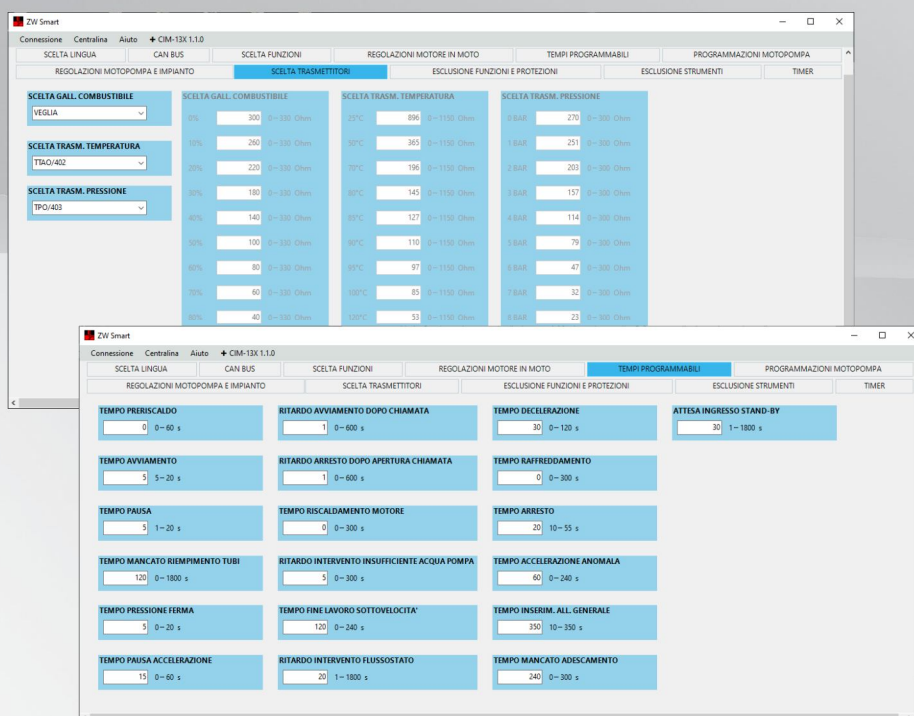 ZW Smart
Connessione Centralina Aiuto + CIM-13X 1.1.0
SCELTA LINGUA CAN BUS SCELTA FUNZIONI REGOLAZIONI MOTORE IN MOTO TEMPI PROGRAMMABILI PROGRAMMAZIONI MOTOPOMPA
REGOLAZIONI MOTOPOMPA E IMPIANTO SCELTA TRASMETTITORI ESCLUSIONE FUNZIONI E PROTEZIONI ESCLUSIONE STRUMENTI TIMER
SCELTA GALL. COMBUSTIBILE SCELTA GALL. COMBUSTIBILE SCELTA TRASM. TEMPERATURA SCELTA TRASM. PRESSIONE
VEGLIA
0% 300 0~330 Ohm 25°C 896 0~1150 Ohm 0 BAR 270 0~300 Ohm
SCELTA TRASM. TEMPERATURA
10% 260 0~330 Ohm 50°C 365 0~1150 Ohm 1 BAR 251 0~300 Ohm
TTAO/402
20% 220 0~330 Ohm 70°C 196 0~1150 Ohm 2 BAR 203 0~300 Ohm
SCELTA TRASM. PRESSIONE
30% 180 0~330 Ohm 80°C 145 0~1150 Ohm 3 BAR 157 0~300 Ohm
TPO/403
40% 140 0~330 Ohm 85°C 127 0~1150 Ohm 4 BAR 114 0~300 Ohm
50% 100 0~330 Ohm 90°C 110 0~1150 Ohm 5 BAR 79 0~300 Ohm
60% 80 0~330 Ohm 95°C 97 0~1150 Ohm 6 BAR 47 0~300 Ohm
70% 60 0~330 Ohm 100°C 85 0~1150 Ohm 7 BAR 32 0~300 Ohm
80% 40 0~330 Ohm 120°C 53 0~1150 Ohm 8 BAR 23 0~300 Ohm
ZW Smart
Connessione Centralina Aiuto + CIM-13X 1.1.0
SCELTA LINGUA CAN BUS SCELTA FUNZIONI REGOLAZIONI MOTORE IN MOTO TEMPI PROGRAMMABILI PROGRAMMAZIONI MOTOPOMPA
REGOLAZIONI MOTOPOMPA E IMPIANTO SCELTA TRASMETTITORI ESCLUSIONE FUNZIONI E PROTEZIONI ESCLUSIONE STRUMENTI TIMER
TEMPO PRERISCALDO RITARDO AVVIAMENTO DOPO CHIAMATA TEMPO DECELERAZIONE ATTESA INGRESSO STAND-BY
0 0~60 s 1 0~600 s 30 0~120 s 30 1~1800 s
TEMPO AVVIAMENTO RITARDO ARRESTO DOPO APERTURA CHIAMATA TEMPO RAFFREDDAMENTO
5 5~20 s 1 0~600 s 0 0~300 s
TEMPO PAUSA TEMPO RISCALDAMENTO MOTORE TEMPO ARRESTO
5 1~20 s 0 0~300 s 20 10~55 s
TEMPO MANCATO RIEMPIMENTO TUBI RITARDO INTERVENTO INSUFFICIENTE ACQUA POMPA TEMPO ACCELERAZIONE ANOMALA
120 0~1800 s 5 0~300 s 60 0~240 s
TEMPO PRESSIONE FERMA TEMPO FINE LAVORO SOTTOVELOCITA' TEMPO INSERIM. ALL. GENERALE
5 0~20 s 120 0~240 s 350 10~350 s
TEMPO PAUSA ACCELERAZIONE RITARDO INTERVENTO FLUSSOSTATO TEMPO MANCATO ADESCAMENTO
15 0~60 s 20 1~1800 s 240 0~300 s